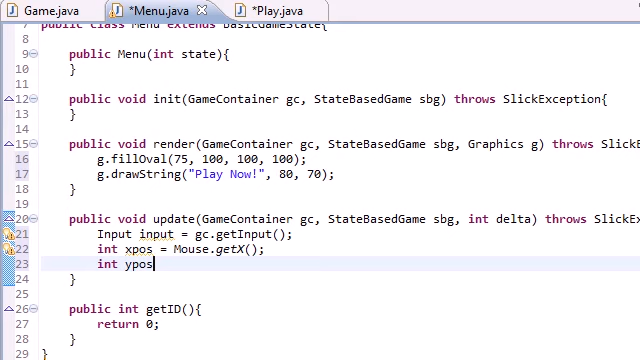 Game.java *Menu.java *Play.java
7 public class Menu extends BasicGameState{
8
9 public Menu(int state){
10 }
11
12 public void init(GameContainer gc, StateBasedGame sbg) throws SlickException{
13 }
14
15 public void render(GameContainer gc, StateBasedGame sbg, Graphics g) throws SlickE
16 g.fillOval(75, 100, 100, 100);
17 g.drawString("Play Now!", 80, 70);
18 }
19
20 public void update(GameContainer gc, StateBasedGame sbg, int delta) throws SlickEx
21 Input input = gc.getInput();
22 int xpos = Mouse.getX();
23 int ypos
24 }
25
26 public int getID(){
27 return 0;
28 }
29 }